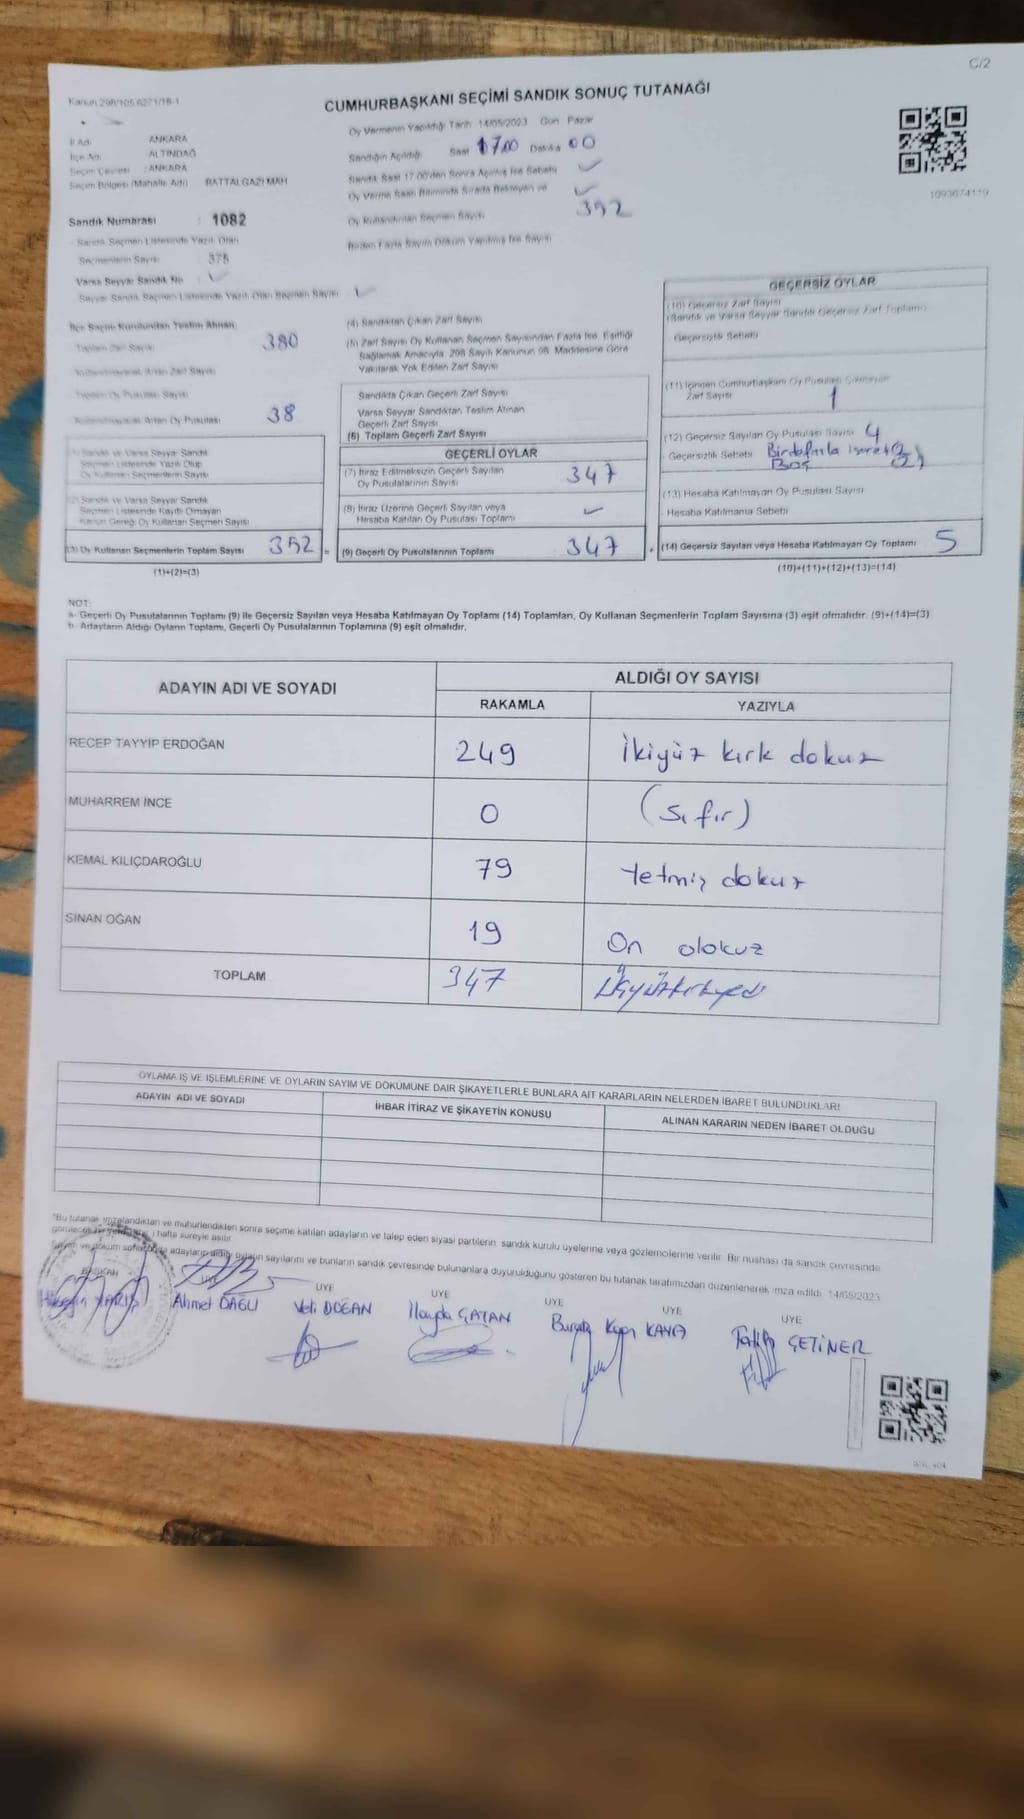 C/2
Kanun 298/105,6271/18-1
CUMHURBAŞKANI SEÇİMİ SANDIK SONUÇ TUTANAĞI
İl Adı ANKARA
İlçe Adı ALTINDAĞ
Seçim Çevresi : ANKARA
Seçim Bölgesi (Mahalle Adı) BATTALGAZİ MAH
Sandık Numarası : 1082
Sandık Seçmen Listesinde Yazılı Olan
Seçmenlerin Sayısı 375
Varsa Seyyar Sandık No
Seyyar Sandık Seçmen Listesinde Yazılı Olan Seçmen Sayısı
Oy Vermenin Yapıldığı Tarih 14/05/2023 Gün Pazar
Sandığın Açıldığı Saat 17.00 Dakika 00
Sandık Saat 17.00'den Sonra Açılmış İse Sebebi
Oy Verme Saati Bitiminde Sırada Bekleyen ve
Oy Kullandırılan Seçmen Sayısı 352
Birden Fazla Sayım Döküm Yapılmış İse Sayısı
1093674119
İlçe Seçim Kurulundan Teslim Alınan
Toplam Zarf Sayısı 380
Kullanılmayarak Artan Zarf Sayısı
Toplam Oy Pusulası Sayısı
Kullanılmayarak Artan Oy Pusulası 38
(1) Sandık ve Varsa Seyyar Sandık
Seçmen Listesinde Yazılı Olup
Oy Kullanan Seçmenlerin Sayısı
(2) Sandık ve Varsa Seyyar Sandık
Seçmen Listesinde Kayıtlı Olmayan
Kanun Gereği Oy Kullanan Seçmen Sayısı
(3) Oy Kullanan Seçmenlerin Toplam Sayısı 352
(1)+(2)=(3)
(4) Sandıktan Çıkan Zarf Sayısı
(5) Zarf Sayısı Oy Kullanan Seçmen Sayısından Fazla İse, Eşitliği
Sağlamak Amacıyla, 298 Sayılı Kanunun 98. Maddesine Göre
Yakılarak Yok Edilen Zarf Sayısı
Sandıkta Çıkan Geçerli Zarf Sayısı
Varsa Seyyar Sandıktan Teslim Alınan
Geçerli Zarf Sayısı
(6) Toplam Geçerli Zarf Sayısı
GEÇERLİ OYLAR
(7) İtiraz Edilmeksizin Geçerli Sayılan
Oy Pusulalarının Sayısı 347
(8) İtiraz Üzerine Geçerli Sayılan veya
Hesaba Katılan Oy Pusulası Toplamı
= (9) Geçerli Oy Pusulalarının Toplamı 347
GEÇERSİZ OYLAR
(10) Geçersiz Zarf Sayısı
(Sandık ve Varsa Seyyar Sandık Geçersiz Zarf Toplamı)
Geçersizlik Sebebi
(11) İçinden Cumhurbaşkanı Oy Pusulası Çıkmayan
Zarf Sayısı 1
(12) Geçersiz Sayılan Oy Pusulası Sayısı 4
Geçersizlik Sebebi Birdafazla işaret
Boş
(13) Hesaba Katılmayan Oy Pusulası Sayısı
Hesaba Katılmama Sebebi
+ (14) Geçersiz Sayılan veya Hesaba Katılmayan Oy Toplamı 5
(10)+(11)+(12)+(13)=(14)
NOT:
a- Geçerli Oy Pusulalarının Toplamı (9) ile Geçersiz Sayılan veya Hesaba Katılmayan Oy Toplamı (14) Toplamları, Oy Kullanan Seçmenlerin Toplam Sayısına (3) eşit olmalıdır. (9)+(14)=(3)
b- Adayların Aldığı Oyların Toplamı, Geçerli Oy Pusulalarının Toplamına (9) eşit olmalıdır.
ADAYIN ADI VE SOYADI
ALDIĞI OY SAYISI
RAKAMLA YAZIYLA
RECEP TAYYİP ERDOĞAN 249 İkiyüz kırk dokuz
MUHARREM İNCE 0 (Sıfır)
KEMAL KILIÇDAROĞLU 79 Yetmiş dokuz
SİNAN OĞAN 19 On dokuz
TOPLAM 347 Üçyüzkırkyedi
OYLAMA İŞ VE İŞLEMLERİNE VE OYLARIN SAYIM VE DÖKÜMÜNE DAİR ŞİKAYETLERLE BUNLARA AİT KARARLARIN NELERDEN İBARET BULUNDUKLARI
ADAYIN ADI VE SOYADI İHBAR İTİRAZ VE ŞİKAYETİN KONUSU ALINAN KARARIN NEDEN İBARET OLDUĞU
"Bu tutanak imzalandıktan ve mühürlendikten sonra seçime katılan adayların ve talep eden siyasi partilerin sandık kurulu üyelerine veya gözlemcilerine verilir. Bir nüshası da sandık çevresinde
görülecek bir hafta süreyle asılır.
adayların aldığı oyların sayılarını ve bunların sandık çevresinde bulunanlara duyurulduğunu gösteren bu tutanak tarafımızdan düzenlenerek imza edildi. 14/05/2023
BAŞKAN ÜYE ÜYE ÜYE ÜYE ÜYE
Ahmet DAĞLI Veli DOĞAN Ilayda ÇATAN KAYA ÇETİNER